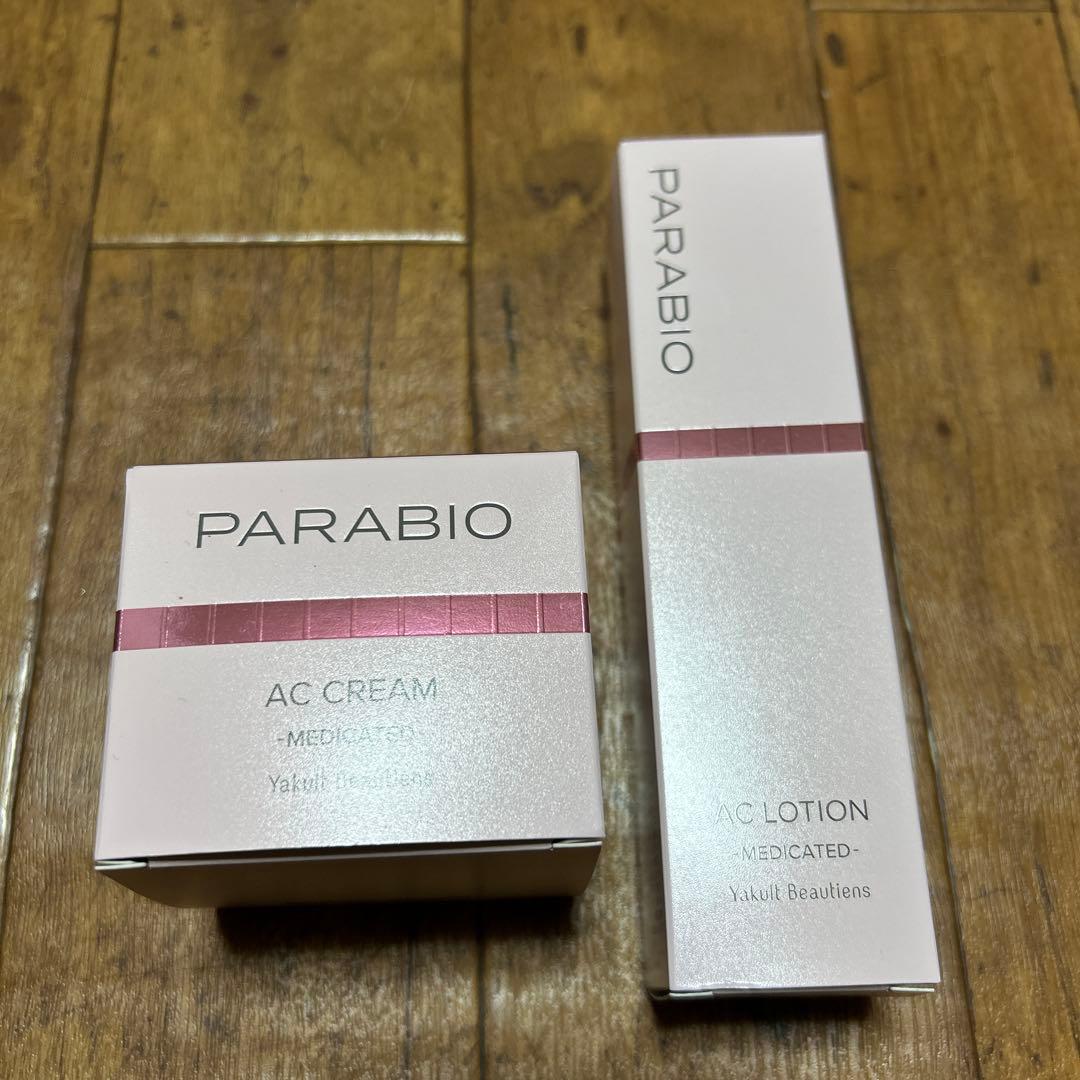 PARABIO
AC CREAM
-MEDICATED-
Yakult Beautiens
PARABIO
AC LOTION
-MEDICATED-
Yakult Beautiens